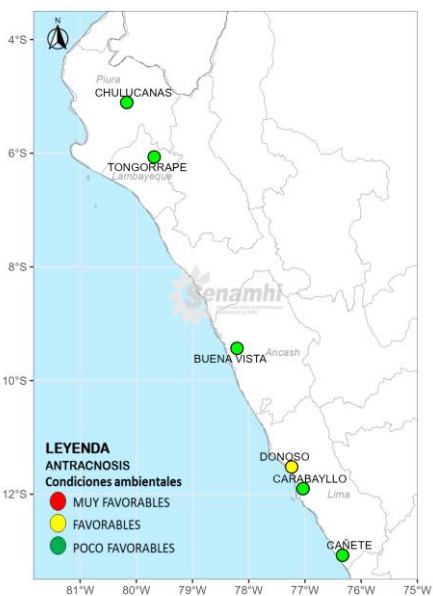 N
4°S
Piura
CHULUCANAS
6°S
TONGORRAPE
Lambayeque
8°S
Senamhi
BUENA VISTA
Ancash
10°S
LEYENDA
ANTRACNOSIS
Condiciones ambientales
MUY FAVORABLES
FAVORABLES
POCO FAVORABLES
DONOSO
CARABAYLLO
Lima
12°S
CAÑETE
81°W 80°W 79°W 78°W 77°W 76°W 75°W